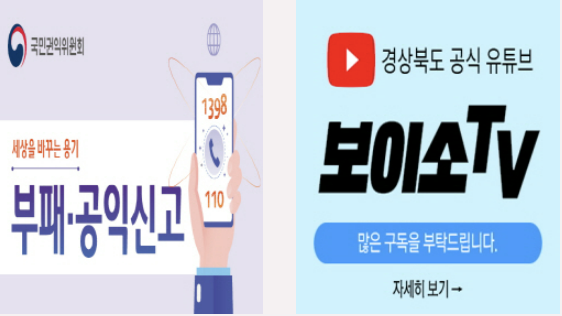 국민권익위원회
1398
110
세상을 바꾸는 용기
부패·공익신고
경상북도 공식 유튜브
보이소TV
많은 구독을 부탁드립니다.
자세히 보기→